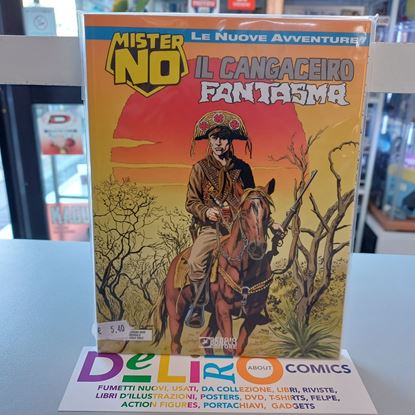 MISTER NO
LE NUOVE AVVENTURE
IL CANGACEIRO
FANTASMA
€ 5.40
DELIRIO ABOUT COMICS
FUMETTI NUOVI, USATI, DA COLLEZIONE, LIBRI, RIVISTE,
LIBRI D'ILLUSTRAZIONI, POSTERS, DVD, T-SHIRTS, FELPE,
ACTION FIGURES, PORTACHIAVI, GADGETS